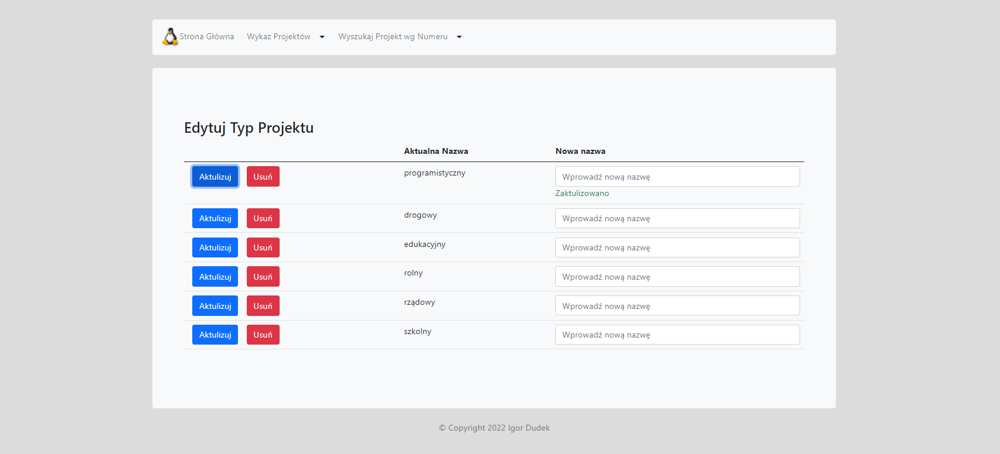 Strona Główna Wykaz Projektów Wyszukaj Projekt wg Numeru
Edytuj Typ Projektu
Aktualna Nazwa Nowa nazwa
Aktulizuj Usuń programistyczny Wprowadź nową nazwę
Zaktulizowano
Aktulizuj Usuń drogowy Wprowadź nową nazwę
Aktulizuj Usuń edukacyjny Wprowadź nową nazwę
Aktulizuj Usuń rolny Wprowadź nową nazwę
Aktulizuj Usuń rządowy Wprowadź nową nazwę
Aktulizuj Usuń szkolny Wprowadź nową nazwę
© Copyright 2022 Igor Dudek